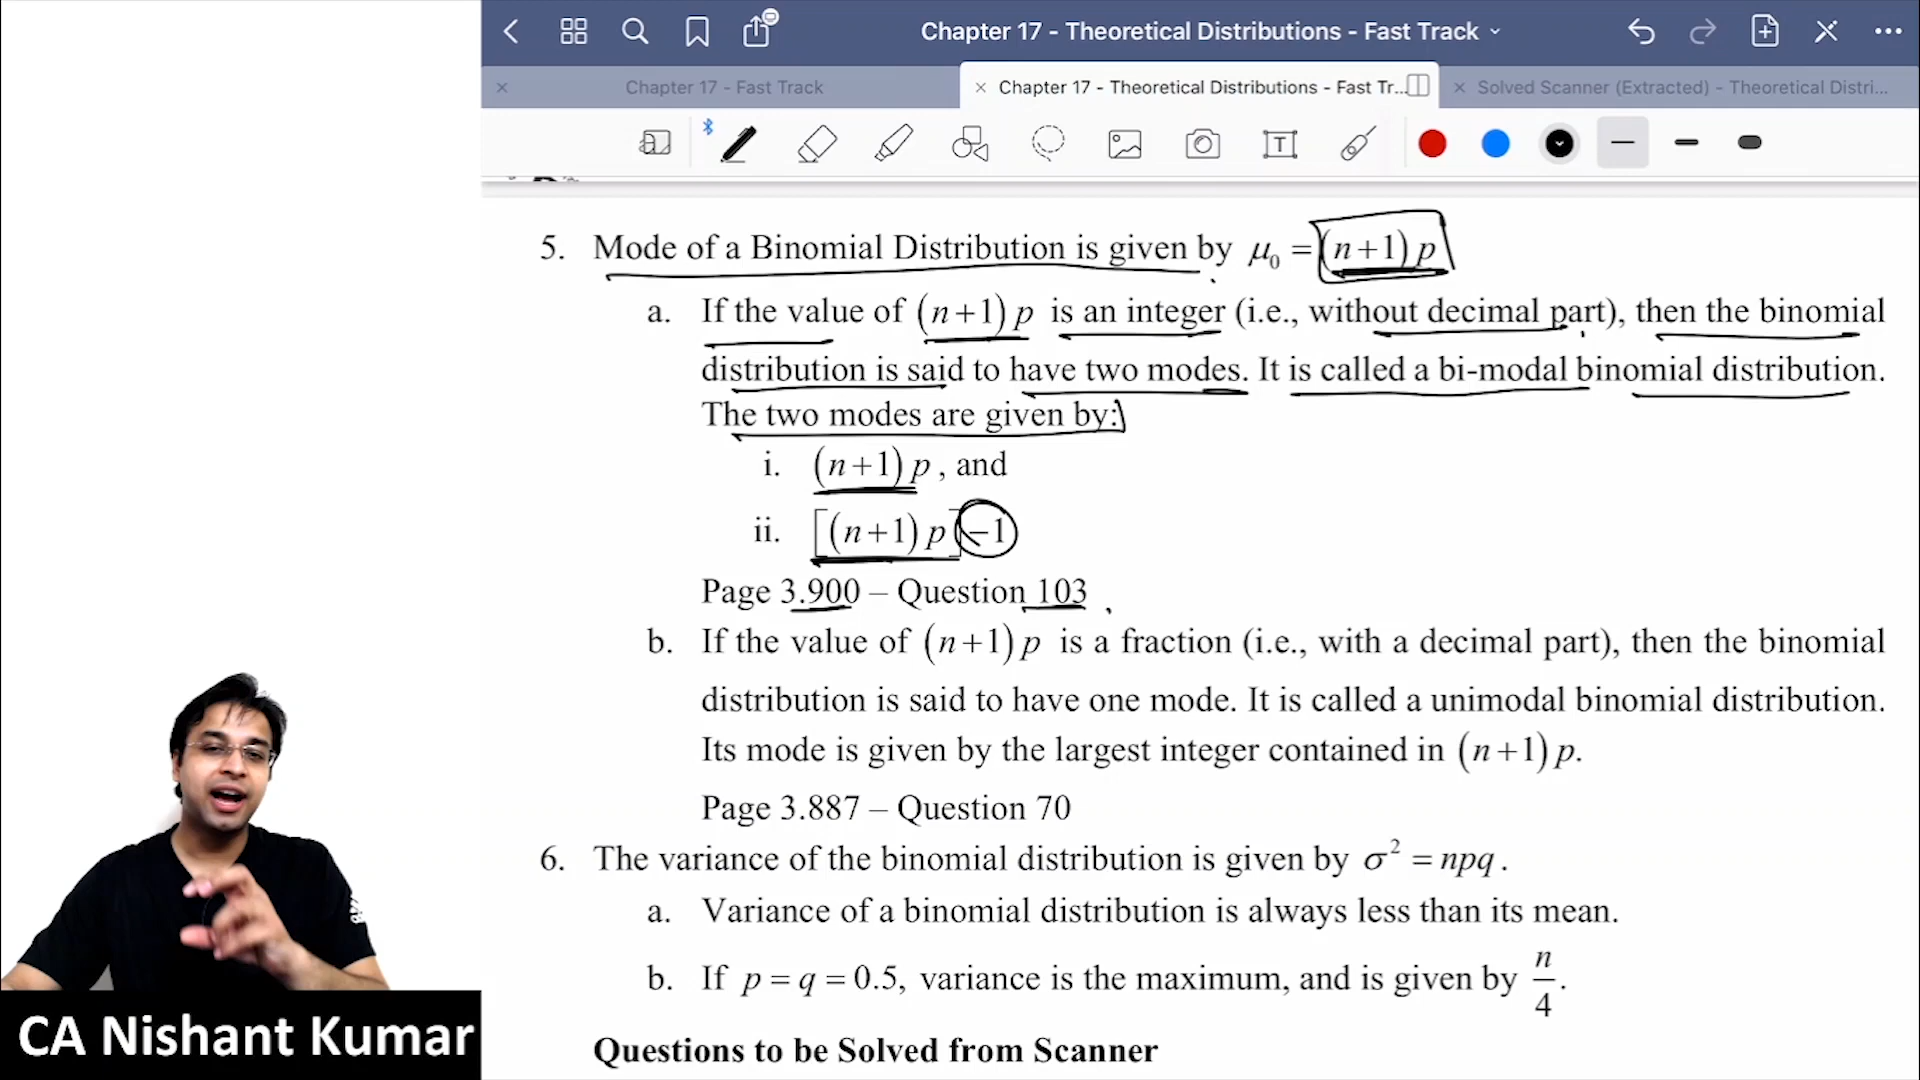 Chapter 17 - Theoretical Distributions - Fast Track
Chapter 17 - Fast Track
Chapter 17 - Theoretical Distributions - Fast Tr...
Solved Scanner (Extracted) - Theoretical Distri...
5. Mode of a Binomial Distribution is given by μ₀ = (n+1) p
a. If the value of (n+1) p is an integer (i.e., without decimal part), then the binomial
distribution is said to have two modes. It is called a bi-modal binomial distribution.
The two modes are given by:
i. (n+1) p , and
ii. [(n+1) p] −1
Page 3.900 – Question 103
b. If the value of (n+1) p is a fraction (i.e., with a decimal part), then the binomial
distribution is said to have one mode. It is called a unimodal binomial distribution.
Its mode is given by the largest integer contained in (n+1) p.
Page 3.887 – Question 70
6. The variance of the binomial distribution is given by σ² = npq .
a. Variance of a binomial distribution is always less than its mean.
b. If p = q = 0.5, variance is the maximum, and is given by n/4.
Questions to be Solved from Scanner
CA Nishant Kumar